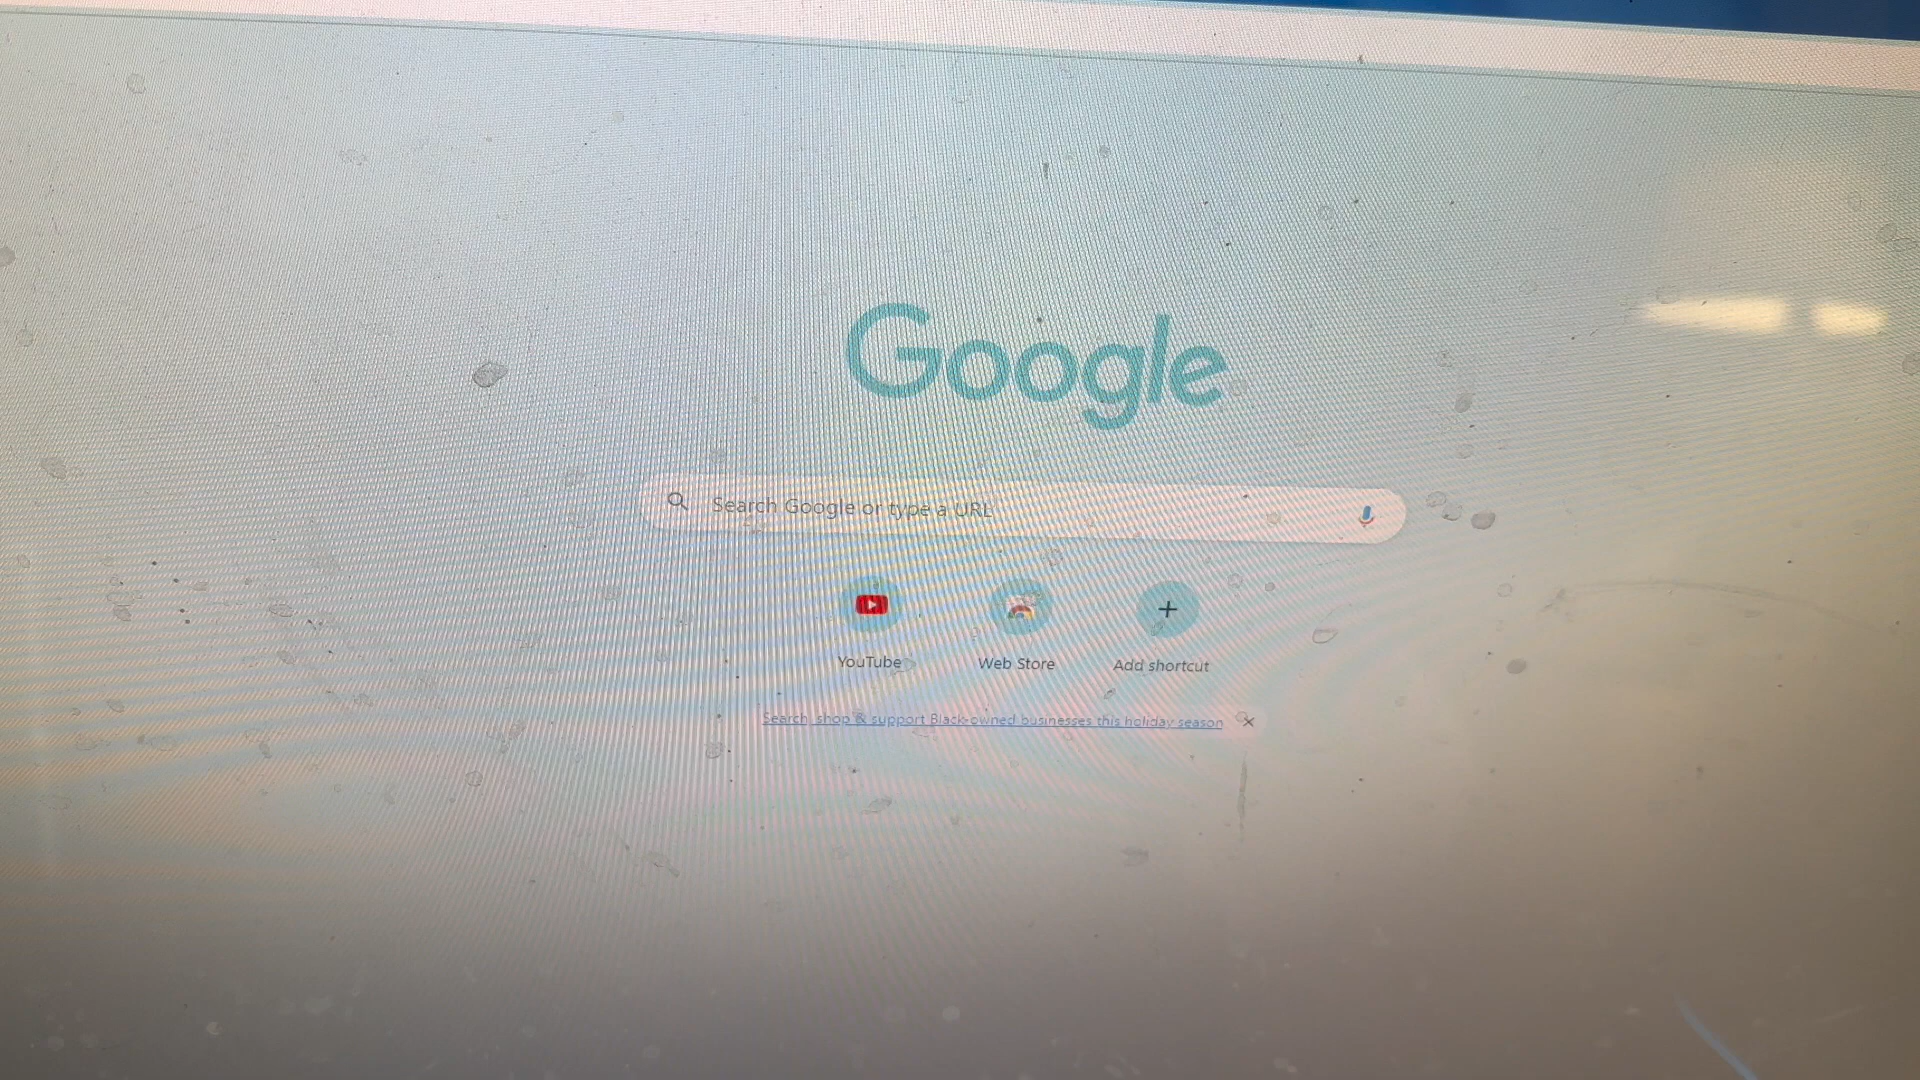 Google
Search Google or type a URL
YouTube
Web Store
Add shortcut
Search, shop & support Black-owned businesses this holiday season